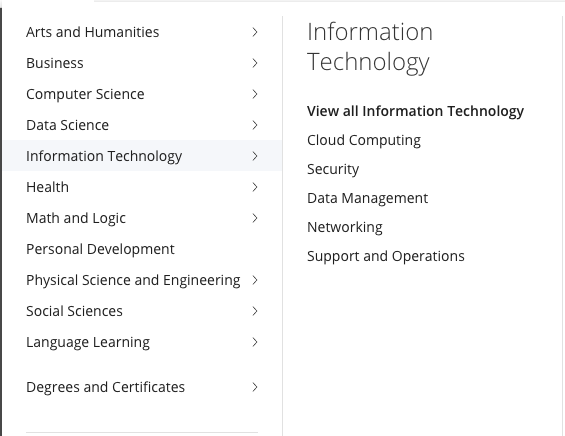 Arts and Humanities
Business
Computer Science
Data Science
Information Technology
Health
Math and Logic
Personal Development
Physical Science and Engineering
Social Sciences
Language Learning
Degrees and Certificates
Information
Technology
View all Information Technology
Cloud Computing
Security
Data Management
Networking
Support and Operations